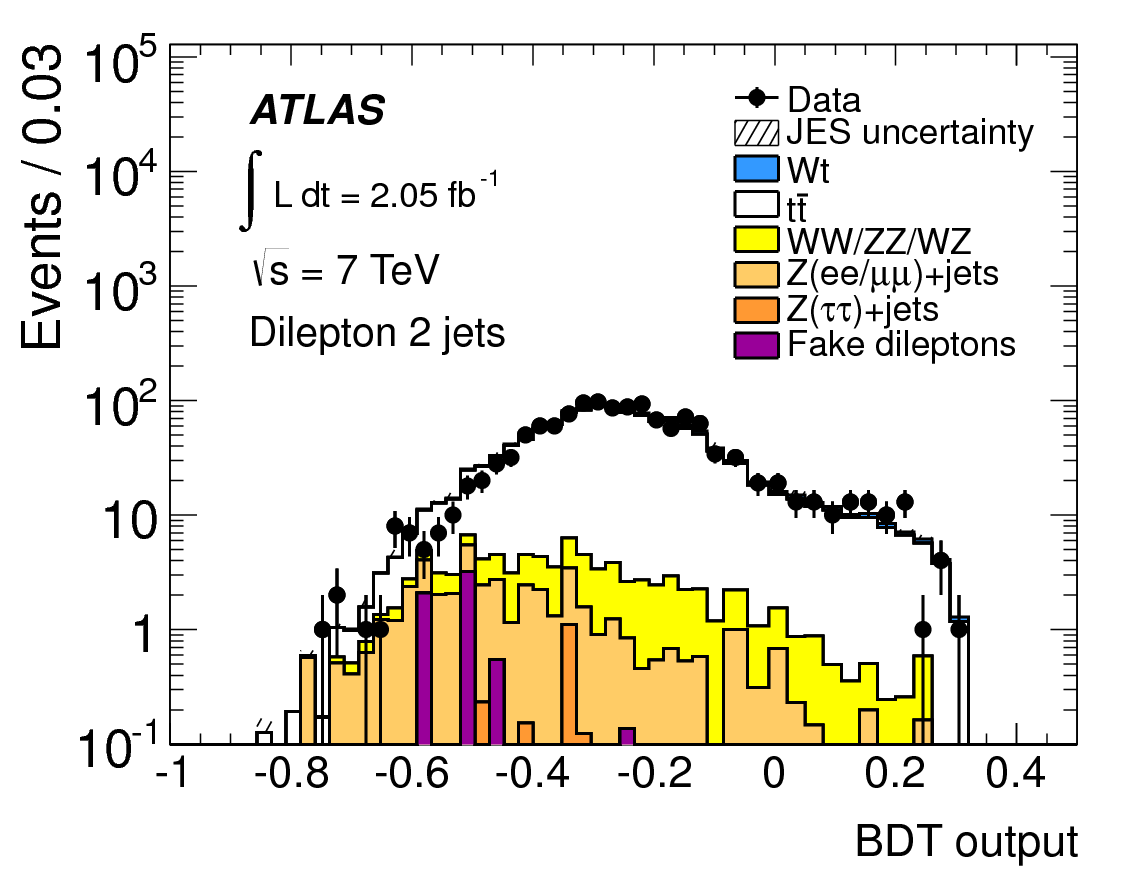 Events / 0.03
10^5
10^4
10^3
10^2
10
1
10^-1
ATLAS
∫ L dt = 2.05 fb^-1
√s = 7 TeV
Dilepton 2 jets
Data
JES uncertainty
Wt
tt̄
WW/ZZ/WZ
Z(ee/μμ)+jets
Z(ττ)+jets
Fake dileptons
-1 -0.8 -0.6 -0.4 -0.2 0 0.2 0.4
BDT output